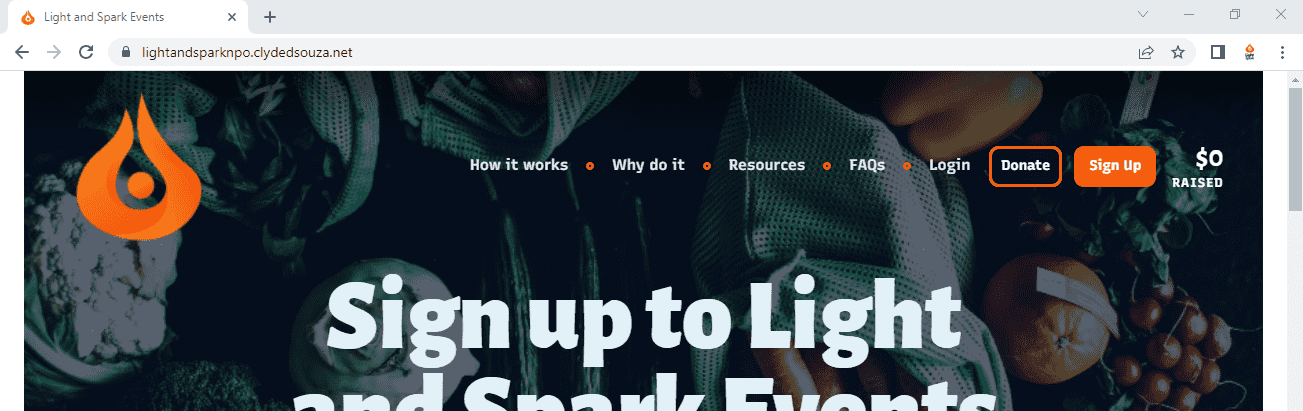 Light and Spark Events
lightandsparknpo.clydedsouza.net
How it works Why do it Resources FAQs Login Donate Sign Up $0
RAISED
Sign up to Light
and Spark Events